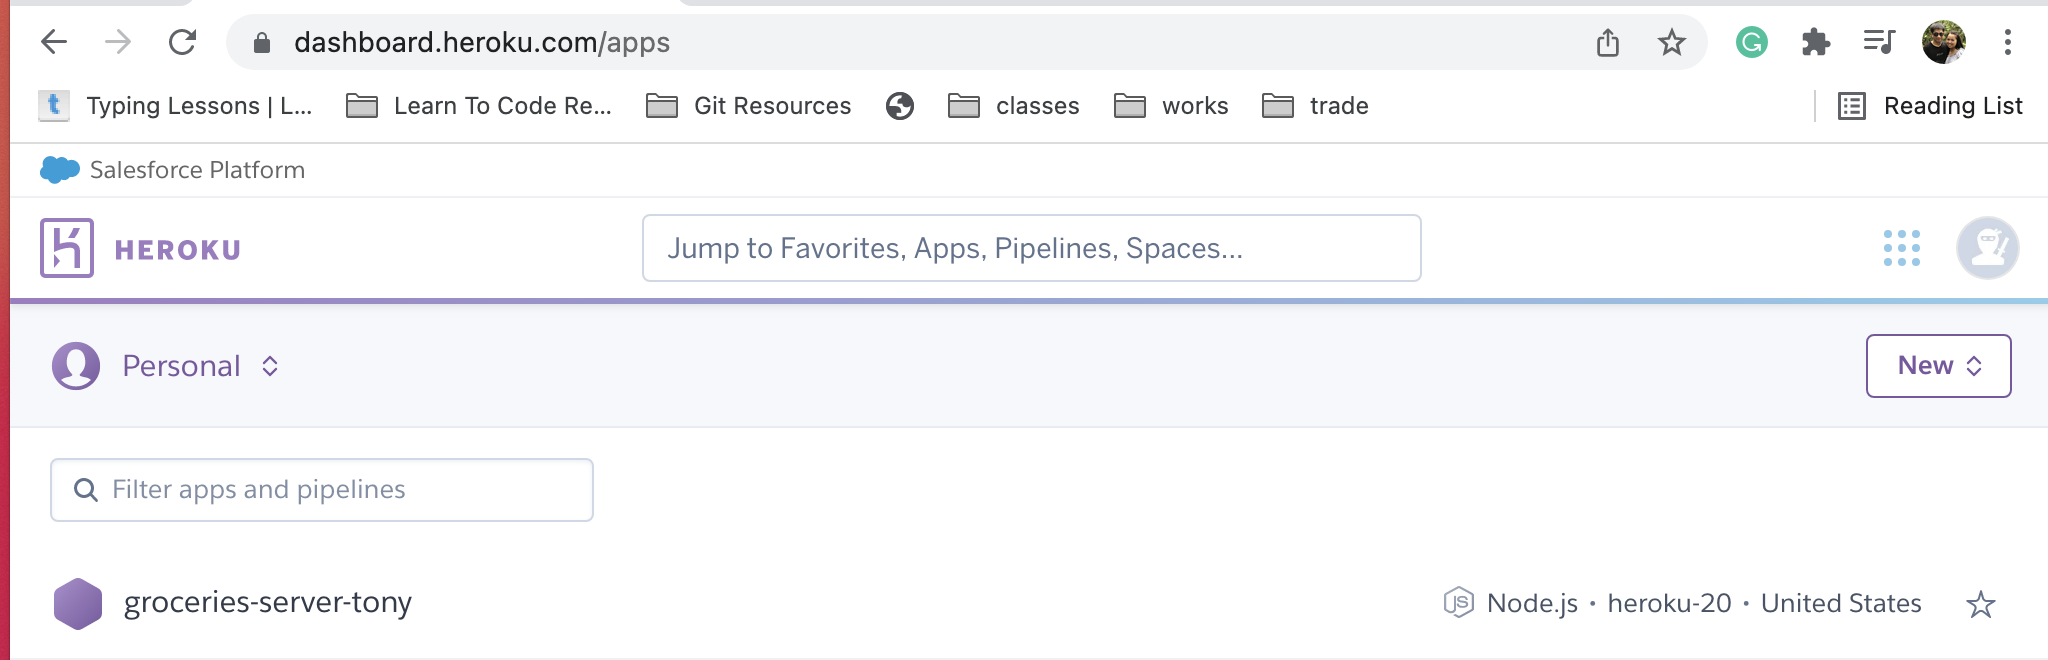 dashboard.heroku.com/apps
Typing Lessons | L... Learn To Code Re... Git Resources classes works trade Reading List
Salesforce Platform
HEROKU Jump to Favorites, Apps, Pipelines, Spaces...
Personal New
Filter apps and pipelines
groceries-server-tony Node.js • heroku-20 • United States